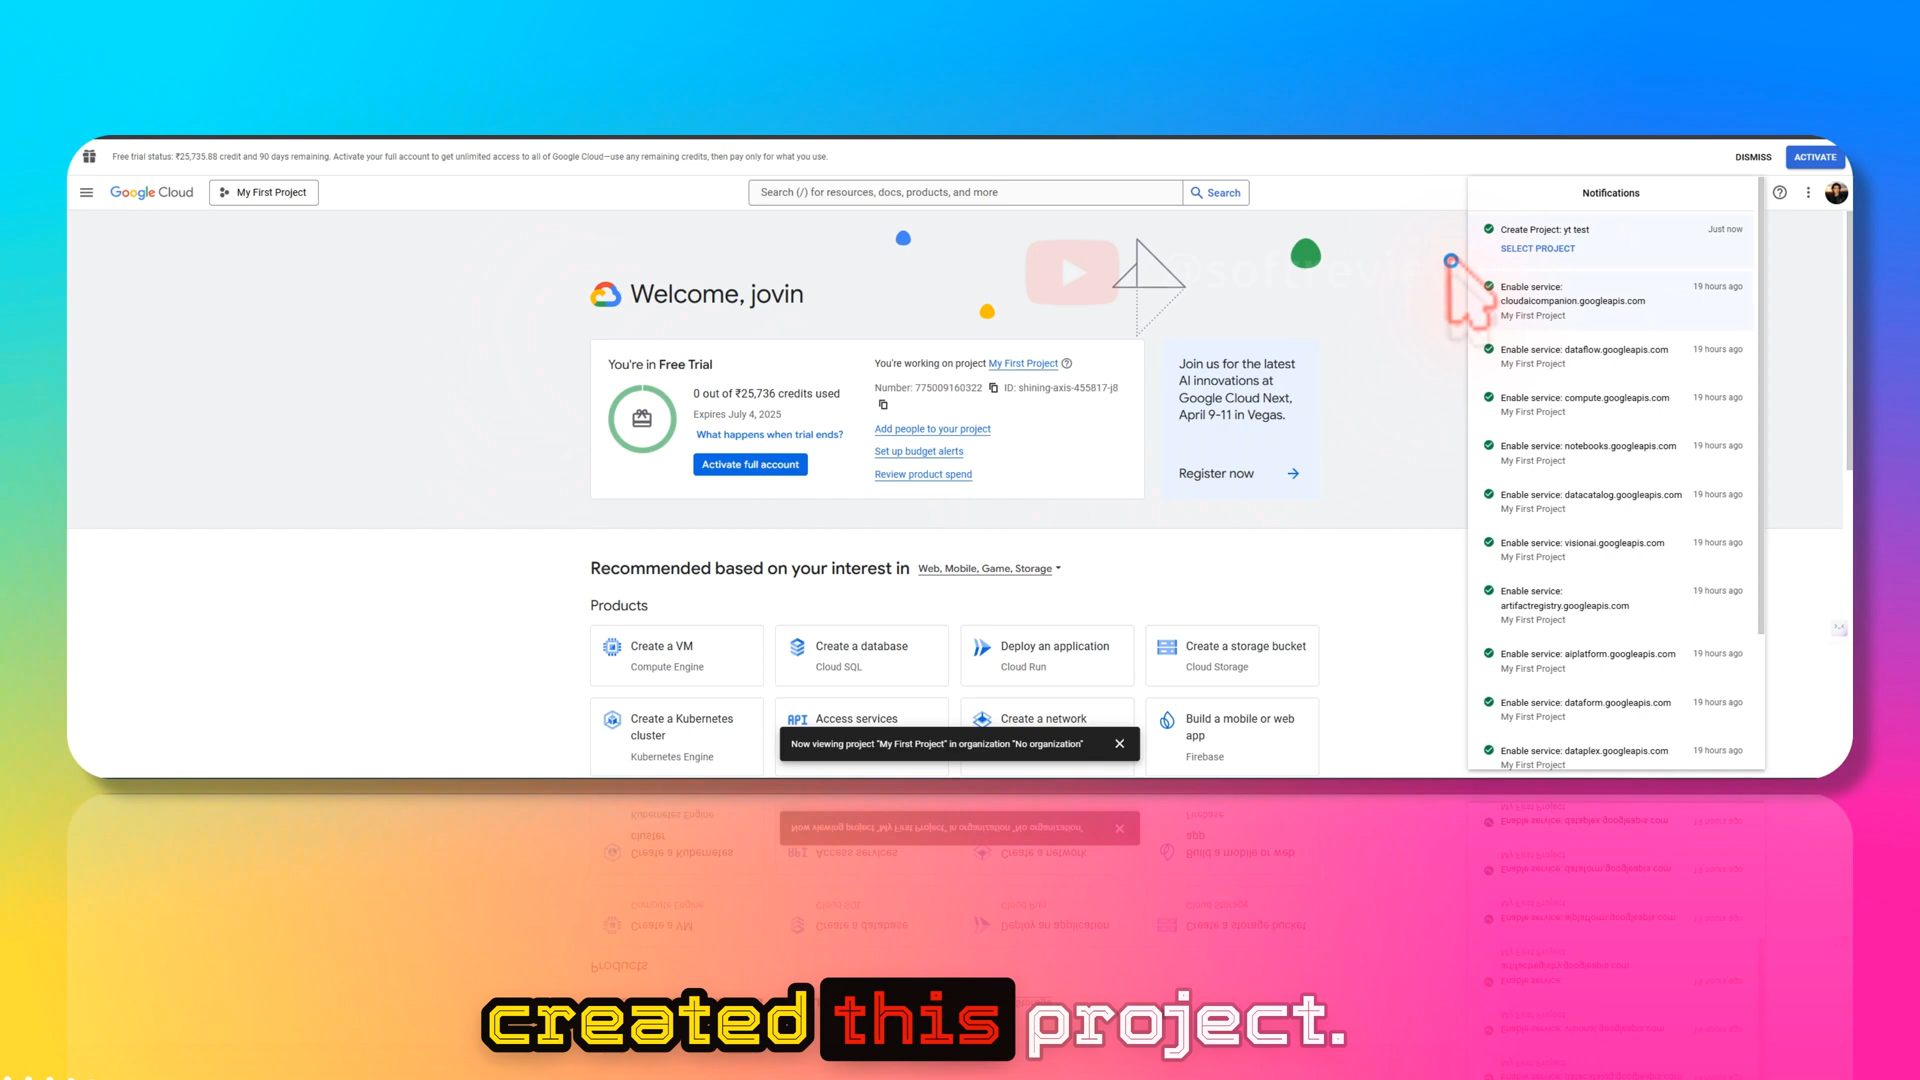 Free trial status: ₹25,735.88 credit and 90 days remaining. Activate your full account to get unlimited access to all of Google Cloud—use any remaining credits, then pay only for what you use.
DISMISS
ACTIVATE
Google Cloud
My First Project
Search (/) for resources, docs, products, and more
Search
Welcome, jovin
You're in Free Trial
0 out of ₹25,736 credits used
Expires July 4, 2025
What happens when trial ends?
Activate full account
You're working on project My First Project
Number: 775009160322 ID: shining-axis-455817-j8
Add people to your project
Set up budget alerts
Review product spend
Join us for the latest
AI innovations at
Google Cloud Next,
April 9-11 in Vegas.
Register now
Recommended based on your interest in Web, Mobile, Game, Storage
Products
Create a VM
Compute Engine
Create a database
Cloud SQL
Deploy an application
Cloud Run
Create a storage bucket
Cloud Storage
Create a Kubernetes
cluster
Kubernetes Engine
API Access services
Create a network
Build a mobile or web
app
Firebase
Now viewing project "My First Project" in organization "No organization"
Notifications
Create Project: yt test
Just now
SELECT PROJECT
Enable service:
cloudaicompanion.googleapis.com
My First Project
19 hours ago
Enable service: dataflow.googleapis.com
My First Project
19 hours ago
Enable service: compute.googleapis.com
My First Project
19 hours ago
Enable service: notebooks.googleapis.com
My First Project
19 hours ago
Enable service: datacatalog.googleapis.com
My First Project
19 hours ago
Enable service: visionai.googleapis.com
My First Project
19 hours ago
Enable service:
artifactregistry.googleapis.com
My First Project
19 hours ago
Enable service: aiplatform.googleapis.com
My First Project
19 hours ago
Enable service: dataform.googleapis.com
My First Project
19 hours ago
Enable service: dataplex.googleapis.com
My First Project
19 hours ago
created this project.